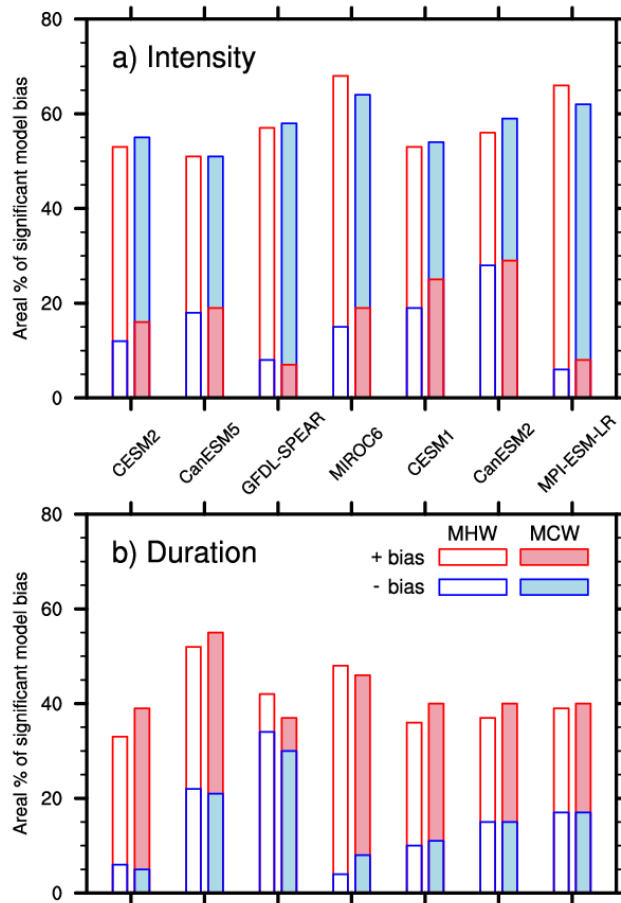 80
a) Intensity
60
40
20
0
Areal % of significant model bias
CESM2
CanESM5
GFDL-SPEAR
MIROC6
CESM1
CanESM2
MPI-ESM-LR
80
b) Duration
MHW MCW
+ bias
- bias
60
40
20
0
Areal % of significant model bias